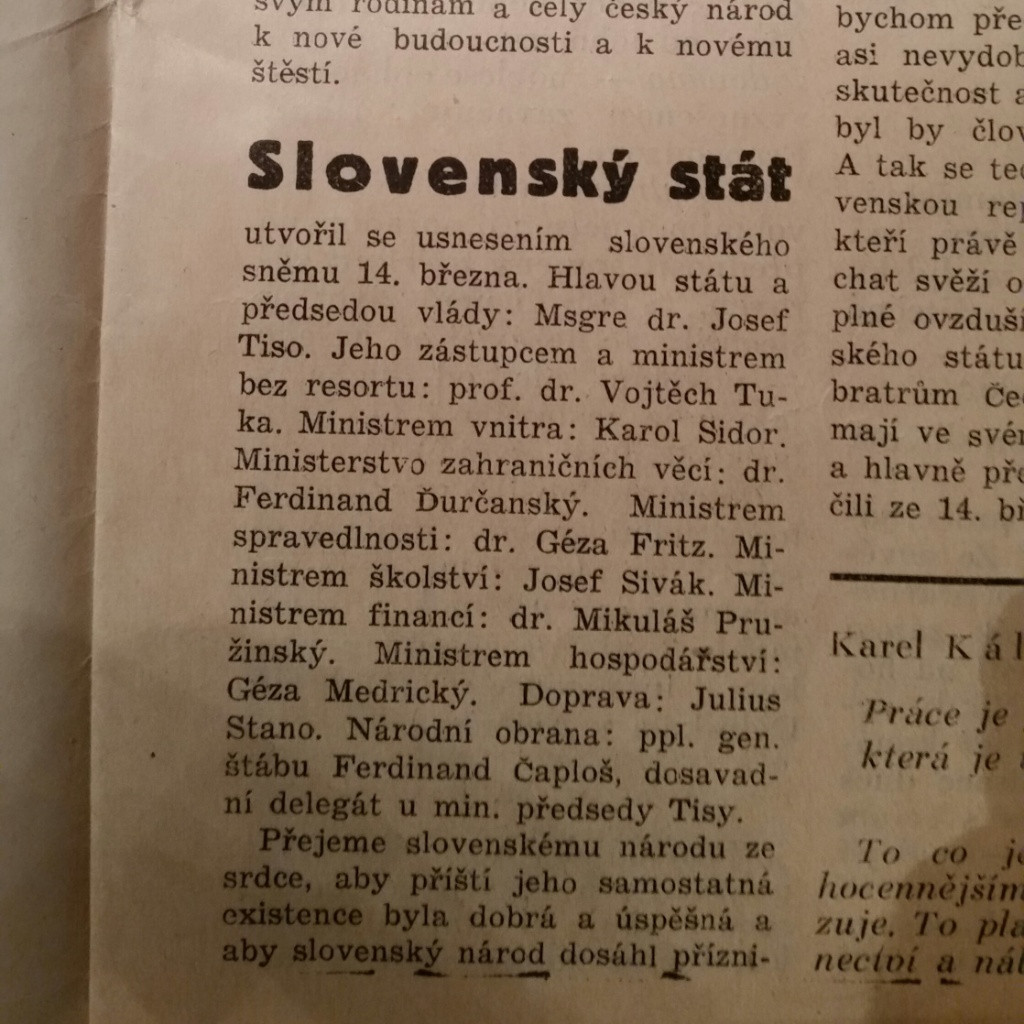 svým rodinám a celý český národ
k nové budoucnosti a k novému
štěstí.
Slovenský stát
utvořil se usnesením slovenského
sněmu 14. března. Hlavou státu a
předsedou vlády: Msgre dr. Josef
Tiso. Jeho zástupcem a ministrem
bez resortu: prof. dr. Vojtěch Tu-
ka. Ministrem vnitra: Karol Sidor.
Ministerstvo zahraničních věcí: dr.
Ferdinand Ďurčanský. Ministrem
spravedlnosti: dr. Géza Fritz. Mi-
nistrem školství: Josef Sivák. Mi-
nistrem financí: dr. Mikuláš Pru-
žinský. Ministrem hospodářství:
Géza Medrický. Doprava: Julius
Stano. Národní obrana: ppl. gen.
štábu Ferdinand Čaploš, dosavad-
ní delegát u min. předsedy Tisy.
Přejeme slovenskému národu ze
srdce, aby příští jeho samostatná
existence byla dobrá a úspěšná a
aby slovenský národ dosáhl přízni-
bychom pře
asi nevydob
skutečnost a
byl by člov
A tak se teď
venskou rep
kteří právě
chat svěží o
plné ovzduší
ského státu
bratrům Če
mají ve své
a hlavně pře
čili ze 14. bř
Karel Kál
Práce je
která je
To co je
hocennějším
zuje. To pla
nectví a nál